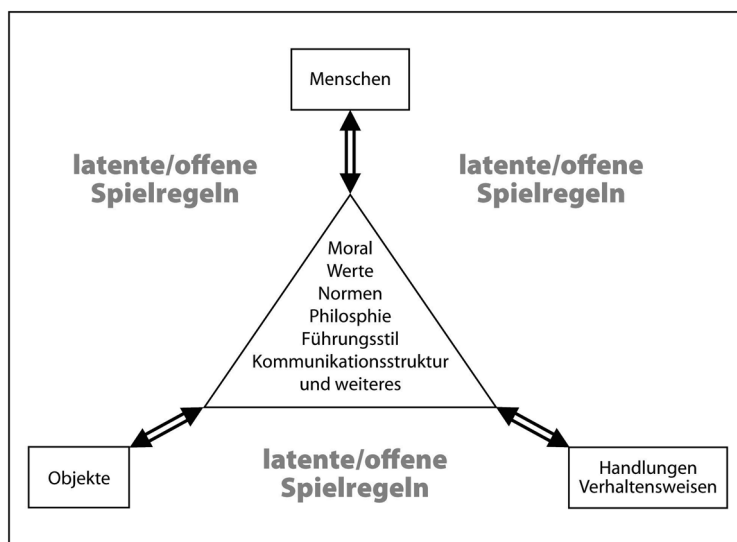 Menschen
latente/offene
Spielregeln
latente/offene
Spielregeln
Moral
Werte
Normen
Philosphie
Führungsstil
Kommunikationsstruktur
und weiteres
Objekte
latente/offene
Spielregeln
Handlungen
Verhaltensweisen